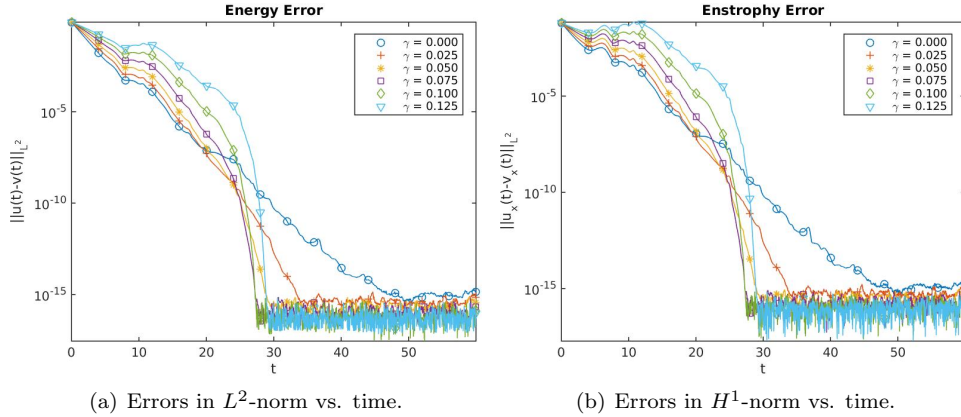 Energy Error
||u(t)-v(t)||_{L^2}
10^{-5}
10^{-10}
10^{-15}
0 10 20 30 40 50
t
γ = 0.000
γ = 0.025
γ = 0.050
γ = 0.075
γ = 0.100
γ = 0.125
(a) Errors in L^2-norm vs. time.
Enstrophy Error
||u_x(t)-v_x(t)||_{L^2}
10^{-5}
10^{-10}
10^{-15}
0 10 20 30 40 50
t
γ = 0.000
γ = 0.025
γ = 0.050
γ = 0.075
γ = 0.100
γ = 0.125
(b) Errors in H^1-norm vs. time.